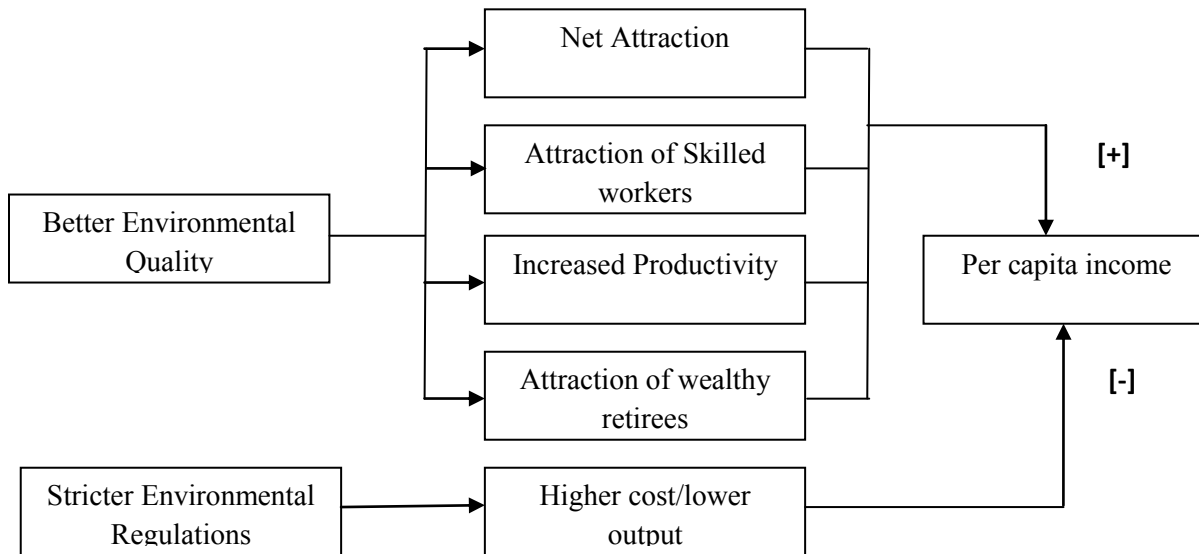 Net Attraction
Attraction of Skilled
workers
[+]
Better Environmental
Quality
Increased Productivity
Per capita income
Attraction of wealthy
retirees
[-]
Stricter Environmental
Regulations
Higher cost/lower
output